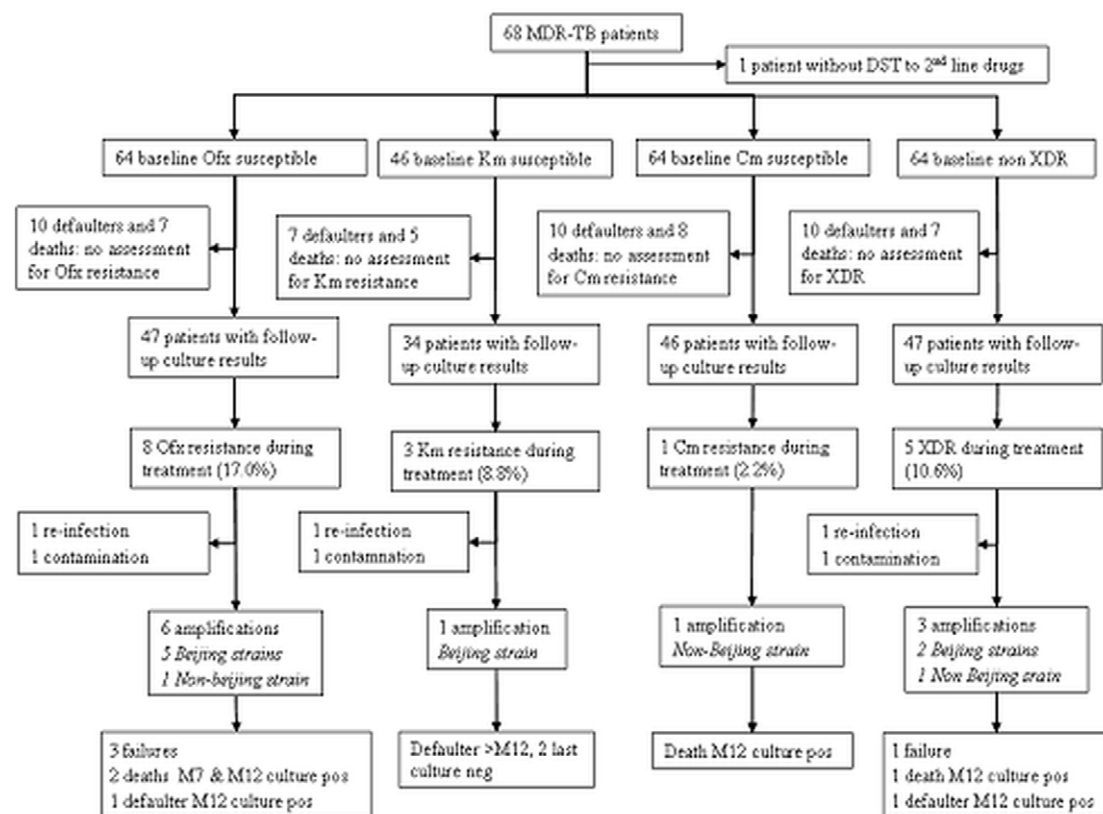 68 MDR-TB patients
1 patient without DST to 2nd line drugs
64 baseline Ofx susceptible
46 baseline Km susceptible
64 baseline Cm susceptible
64 baseline non XDR
10 defaulters and 7
deaths: no assessment
for Ofx resistance
7 defaulters and 5
deaths: no assessment
for Km resistance
10 defaulters and 8
deaths: no assessment
for Cm resistance
10 defaulters and 7
deaths: no assessment
for XDR
47 patients with follow-
up culture results
34 patients with follow-
up culture results
46 patients with follow-
up culture results
47 patients with follow-
up culture results
8 Ofx resistance during
treatment (17.0%)
3 Km resistance during
treatment (8.8%)
1 Cm resistance during
treatment (2.2%)
5 XDR during treatment
(10.6%)
1 re-infection
1 contamination
1 re-infection
1 contamnation
1 re-infection
1 contamination
6 amplifications
5 Beijing strains
1 Non-beijing strain
1 amplification
Beijing strain
1 amplification
Non-Beijing strain
3 amplifications
2 Beijing strains
1 Non Beijing srain
3 failures
2 deaths M7 & M12 culture pos
1 defaulter M12 culture pos
Defaulter >M12, 2 last
culture neg
Death M12 culture pos
1 failure
1 death M12 culture pos
1 defaulter M12 culture pos